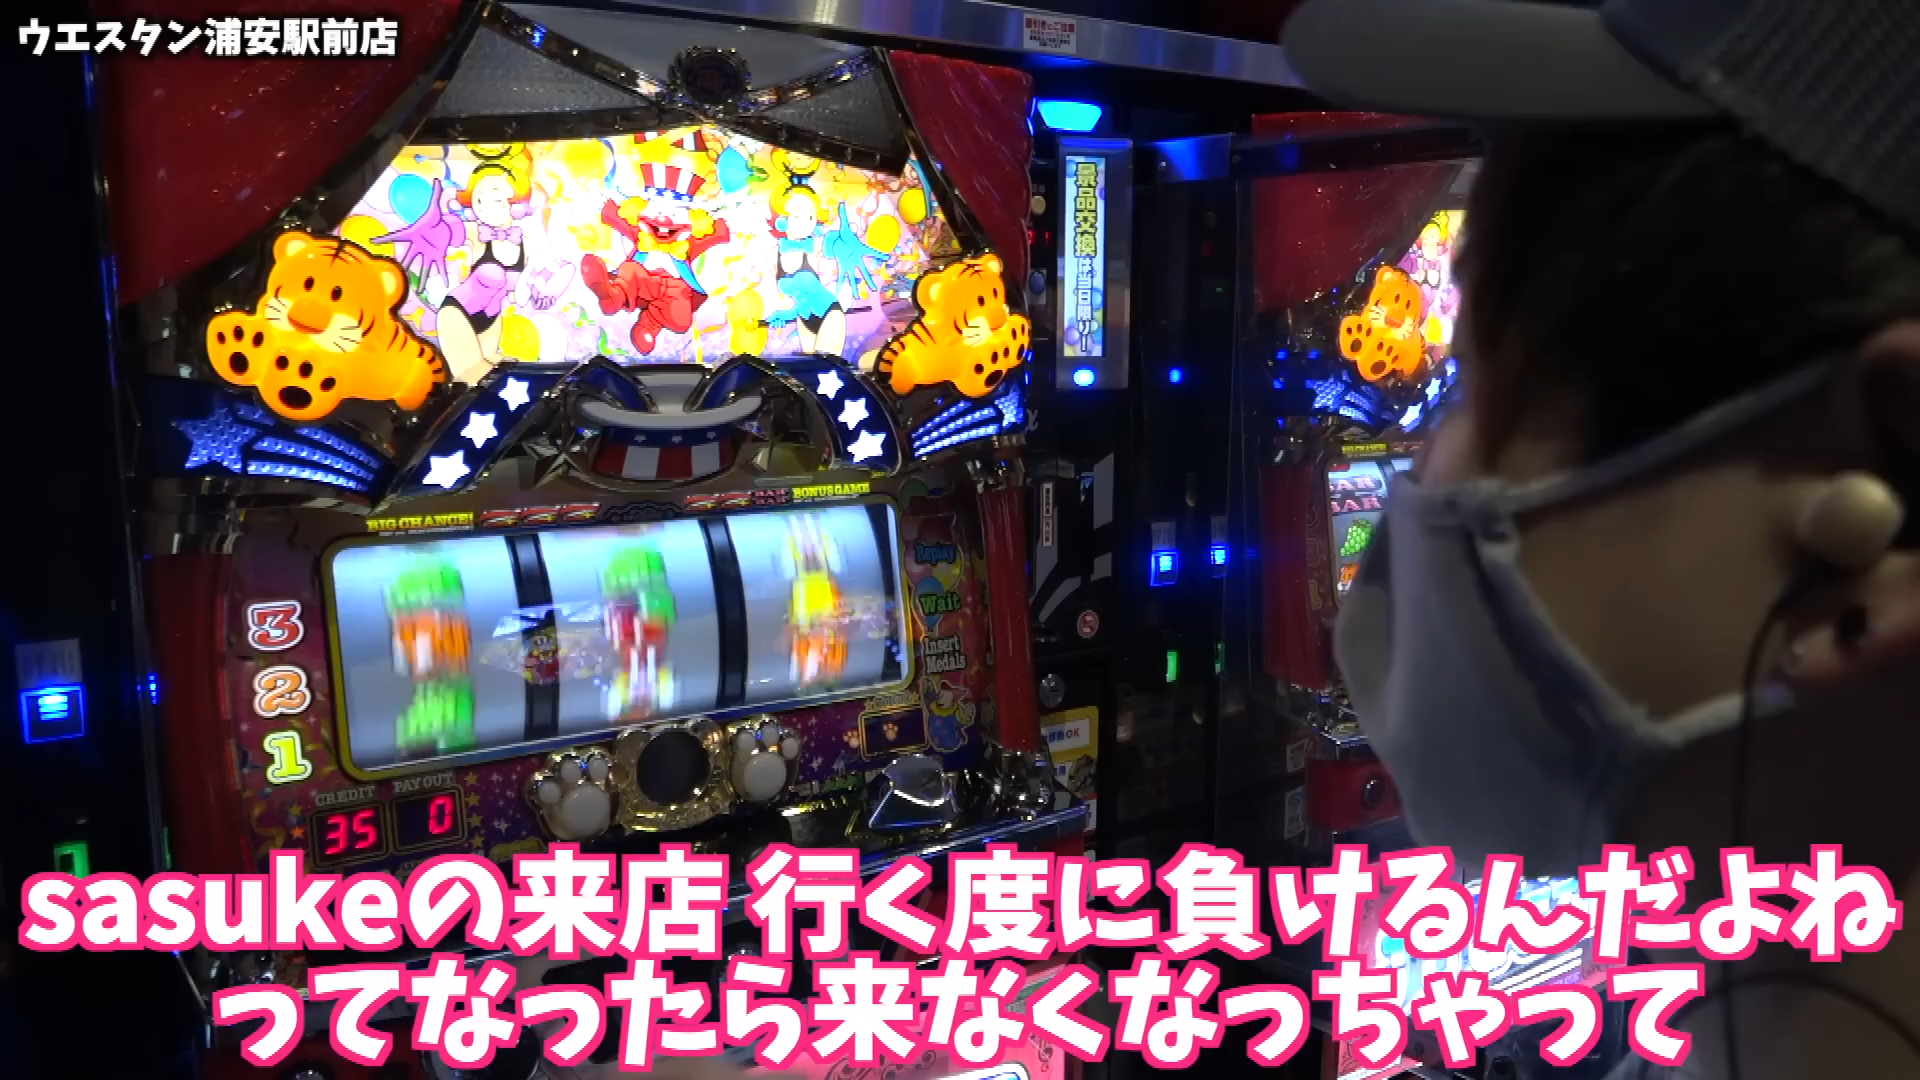 ウエスタン浦安駅前店
景品交換は当日限り!
BIG CHANCE!
BONUS GAME
Replay
Wait
Insert
Medals
3
2
1
CREDIT
PAY OUT
35
0
BAR
BAR
sasukeの来店 行く度に負けるんだよね
ってなったら来なくなっちゃって